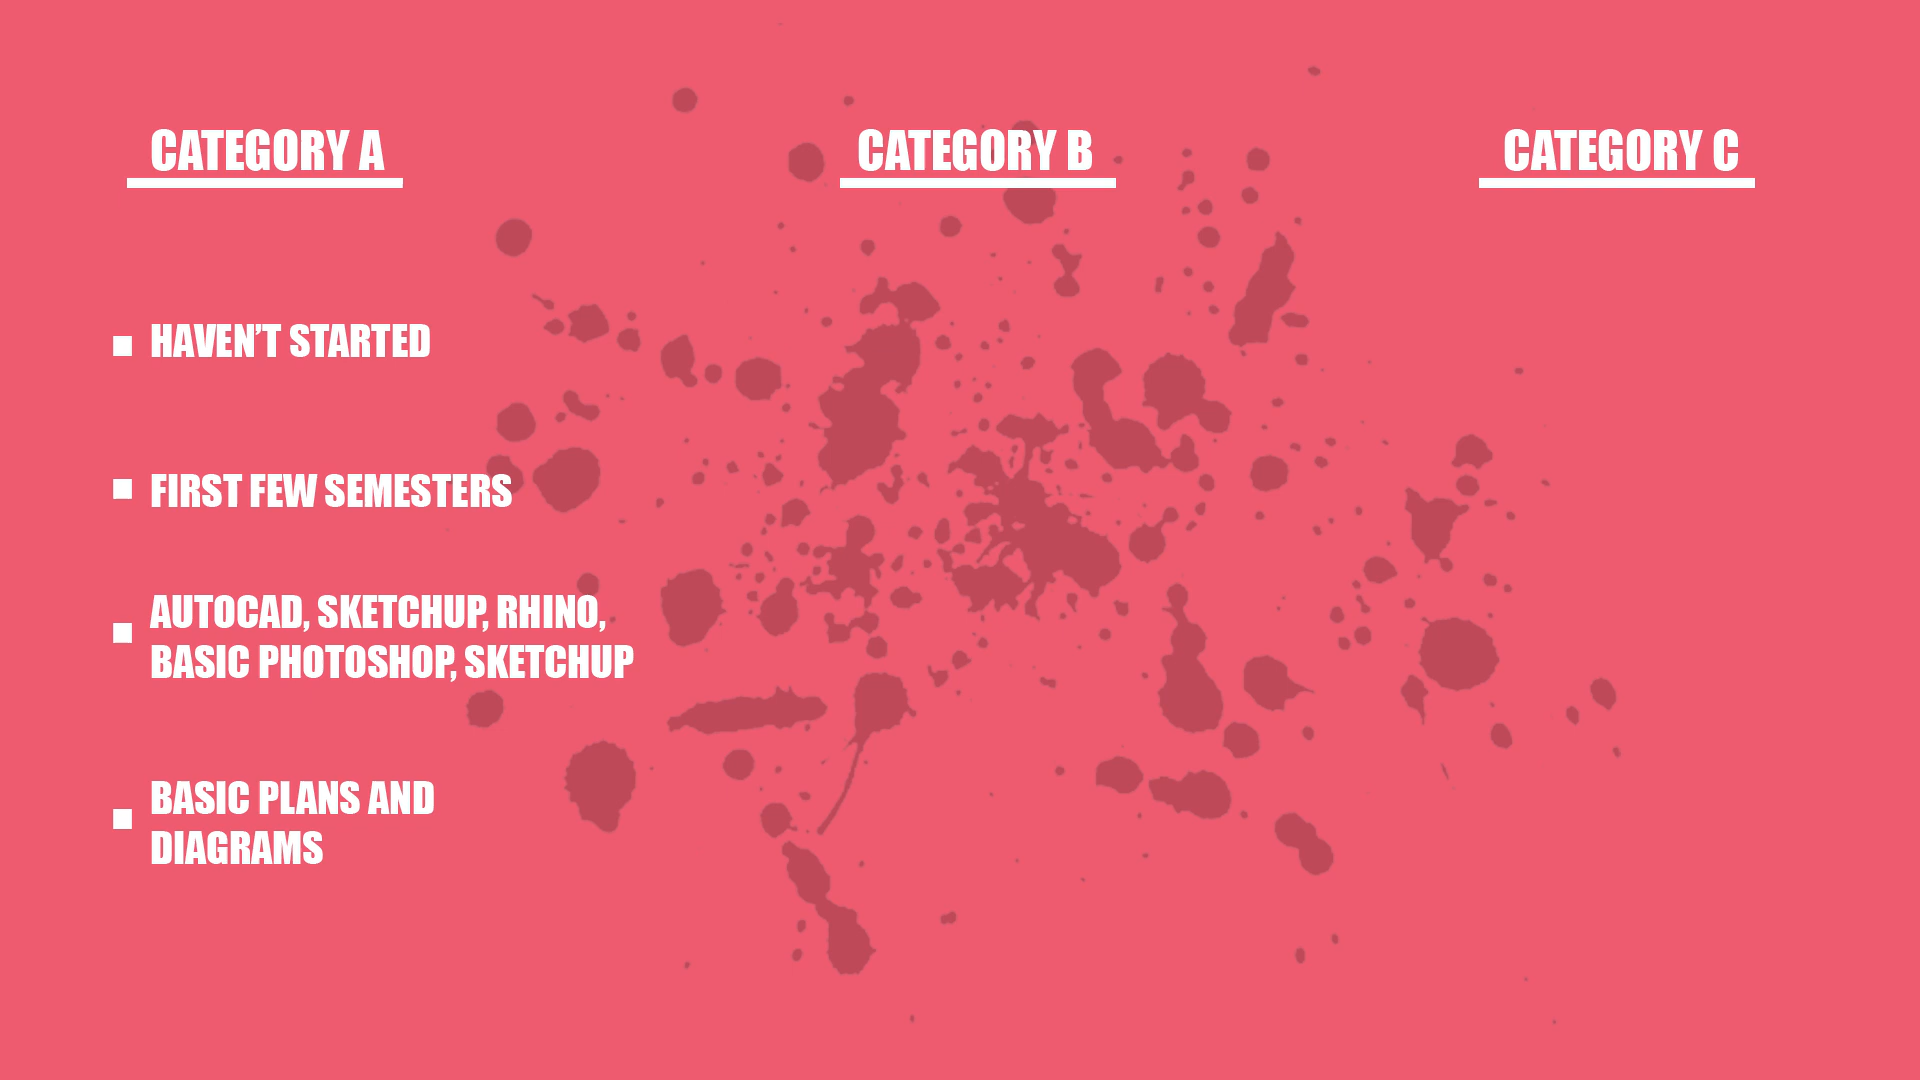 CATEGORY A
CATEGORY B
CATEGORY C
HAVEN'T STARTED
FIRST FEW SEMESTERS
AUTOCAD, SKETCHUP, RHINO,
BASIC PHOTOSHOP, SKETCHUP
BASIC PLANS AND
DIAGRAMS